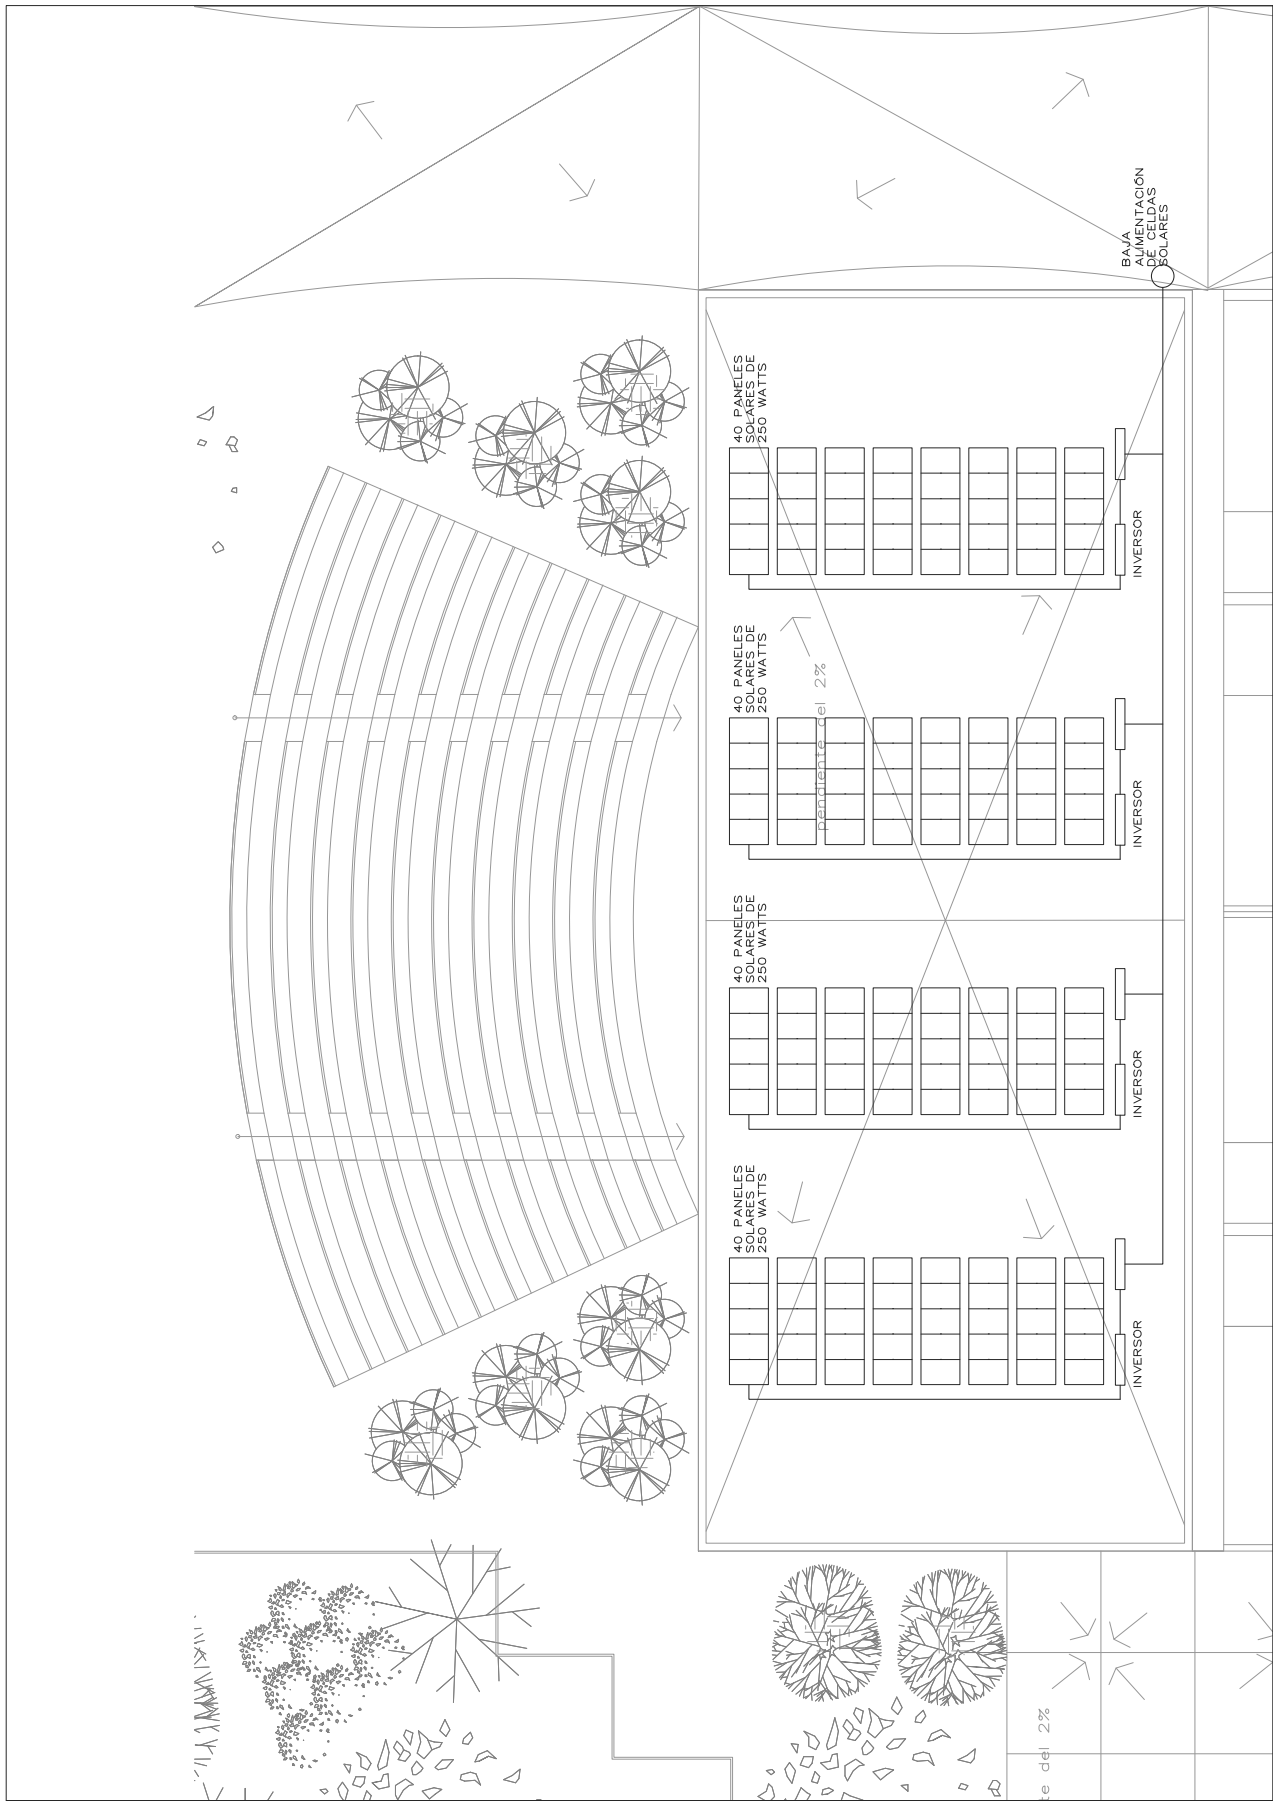 BAJA
ALIMENTACIÓN
DE CELDAS
SOLARES
40 PANELES
SOLARES DE
250 WATTS
INVERSOR
40 PANELES
SOLARES DE
250 WATTS
pendiente del 2%
INVERSOR
40 PANELES
SOLARES DE
250 WATTS
INVERSOR
40 PANELES
SOLARES DE
250 WATTS
INVERSOR
te del 2%